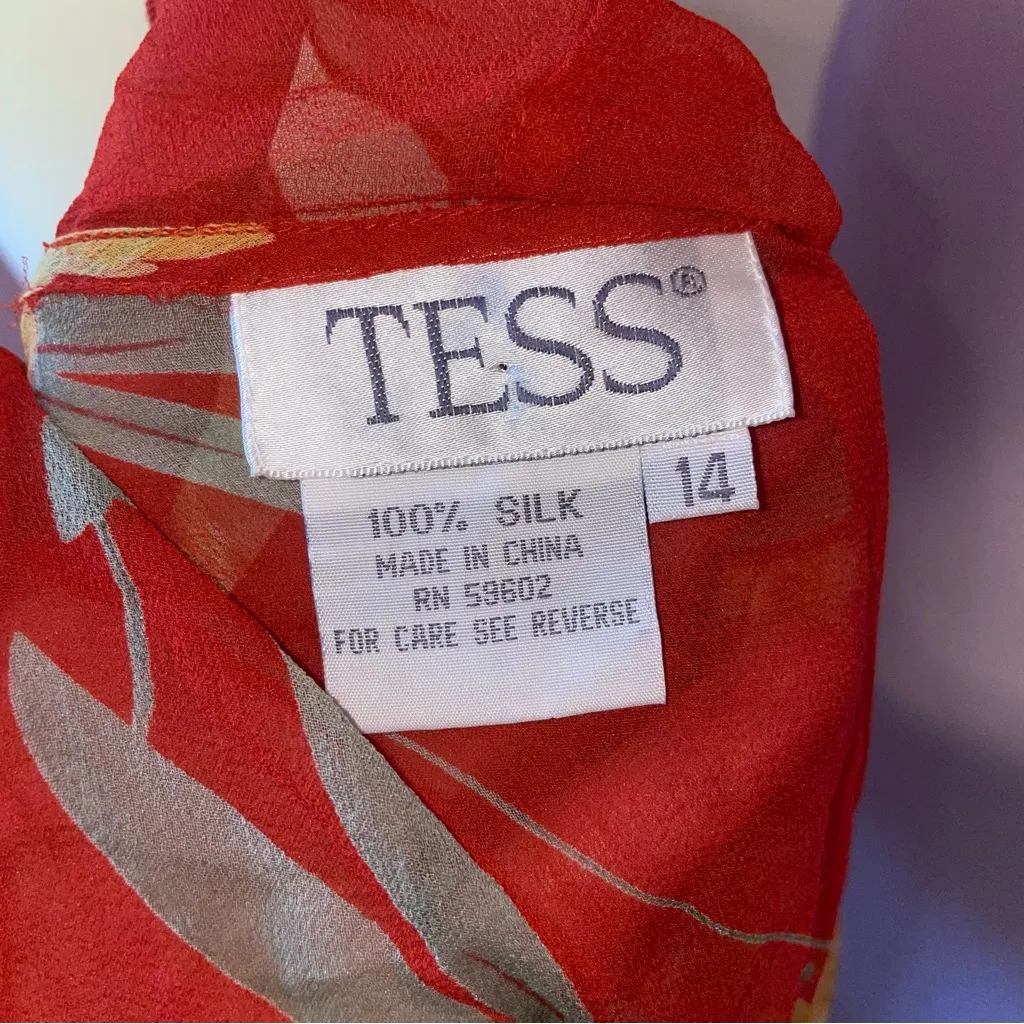 TESS®
14
100% SILK
MADE IN CHINA
RN 59602
FOR CARE SEE REVERSE